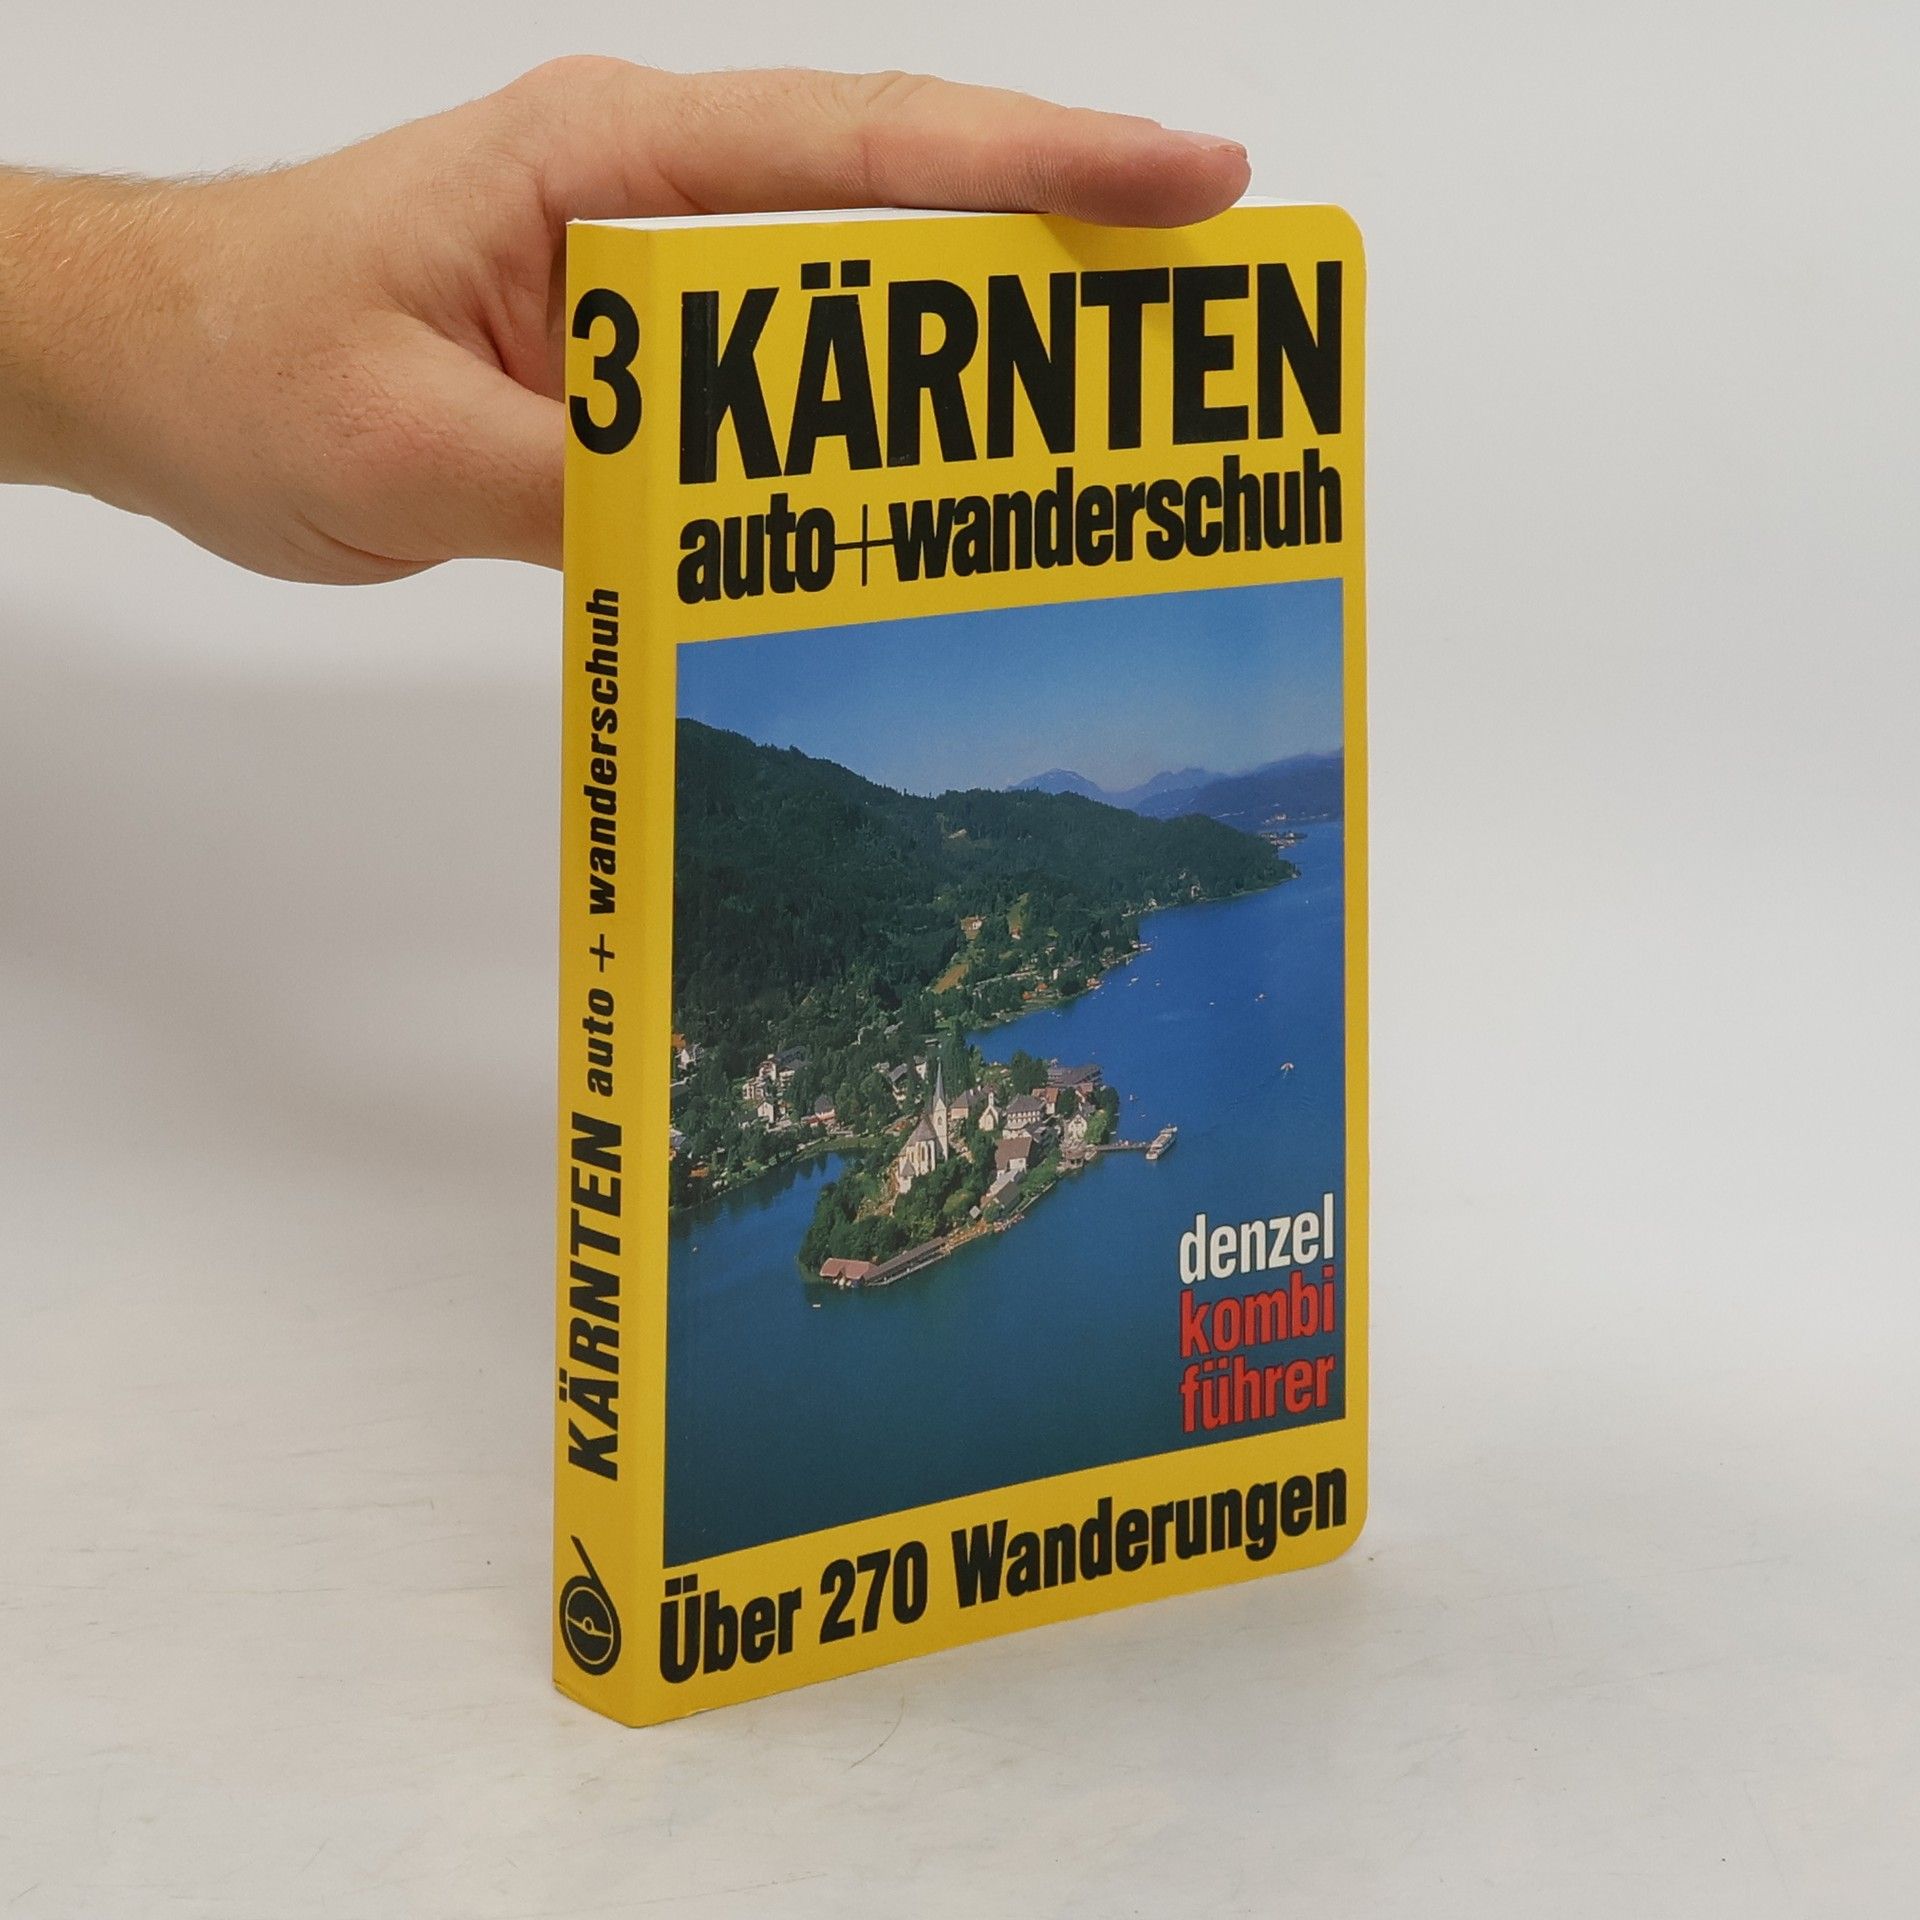 3
KÄRNTEN auto + wanderschuh
KÄRNTEN
auto+wanderschuh
denzel
kombi
führer
Über 270 Wanderungen